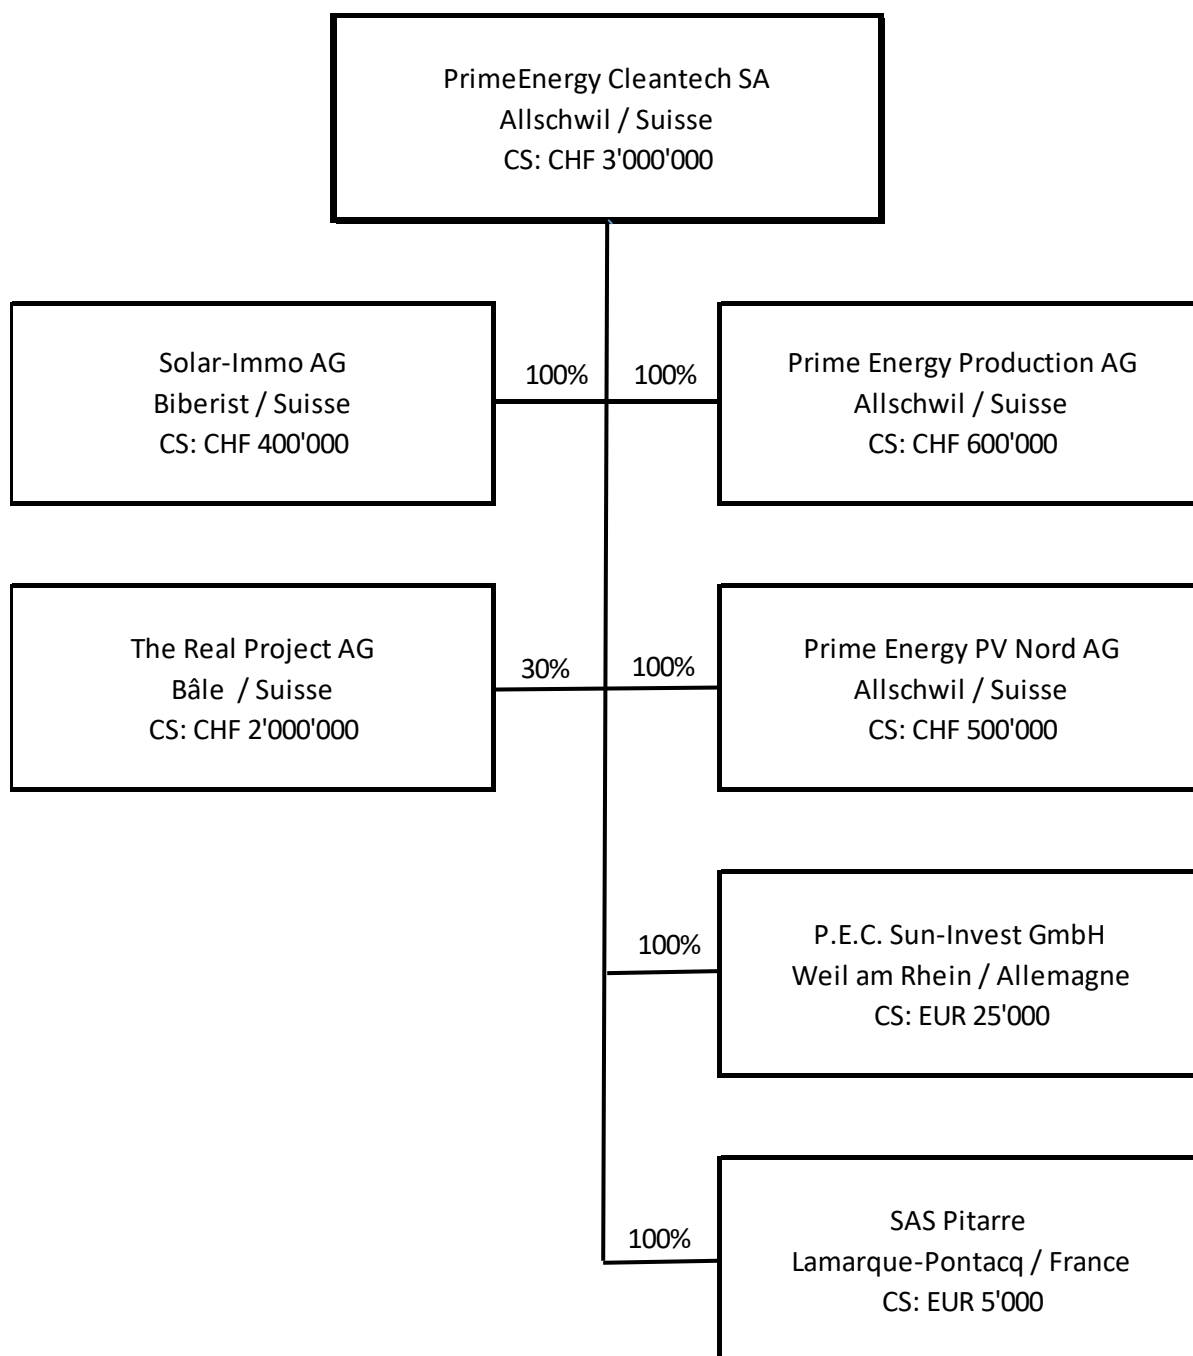 PrimeEnergy Cleantech SA
Allschwil / Suisse
CS: CHF 3'000'000
Solar-Immo AG
Biberist / Suisse
CS: CHF 400'000
100%
100%
Prime Energy Production AG
Allschwil / Suisse
CS: CHF 600'000
The Real Project AG
Bâle / Suisse
CS: CHF 2'000'000
30%
100%
Prime Energy PV Nord AG
Allschwil / Suisse
CS: CHF 500'000
100%
P.E.C. Sun-Invest GmbH
Weil am Rhein / Allemagne
CS: EUR 25'000
100%
SAS Pitarre
Lamarque-Pontacq / France
CS: EUR 5'000